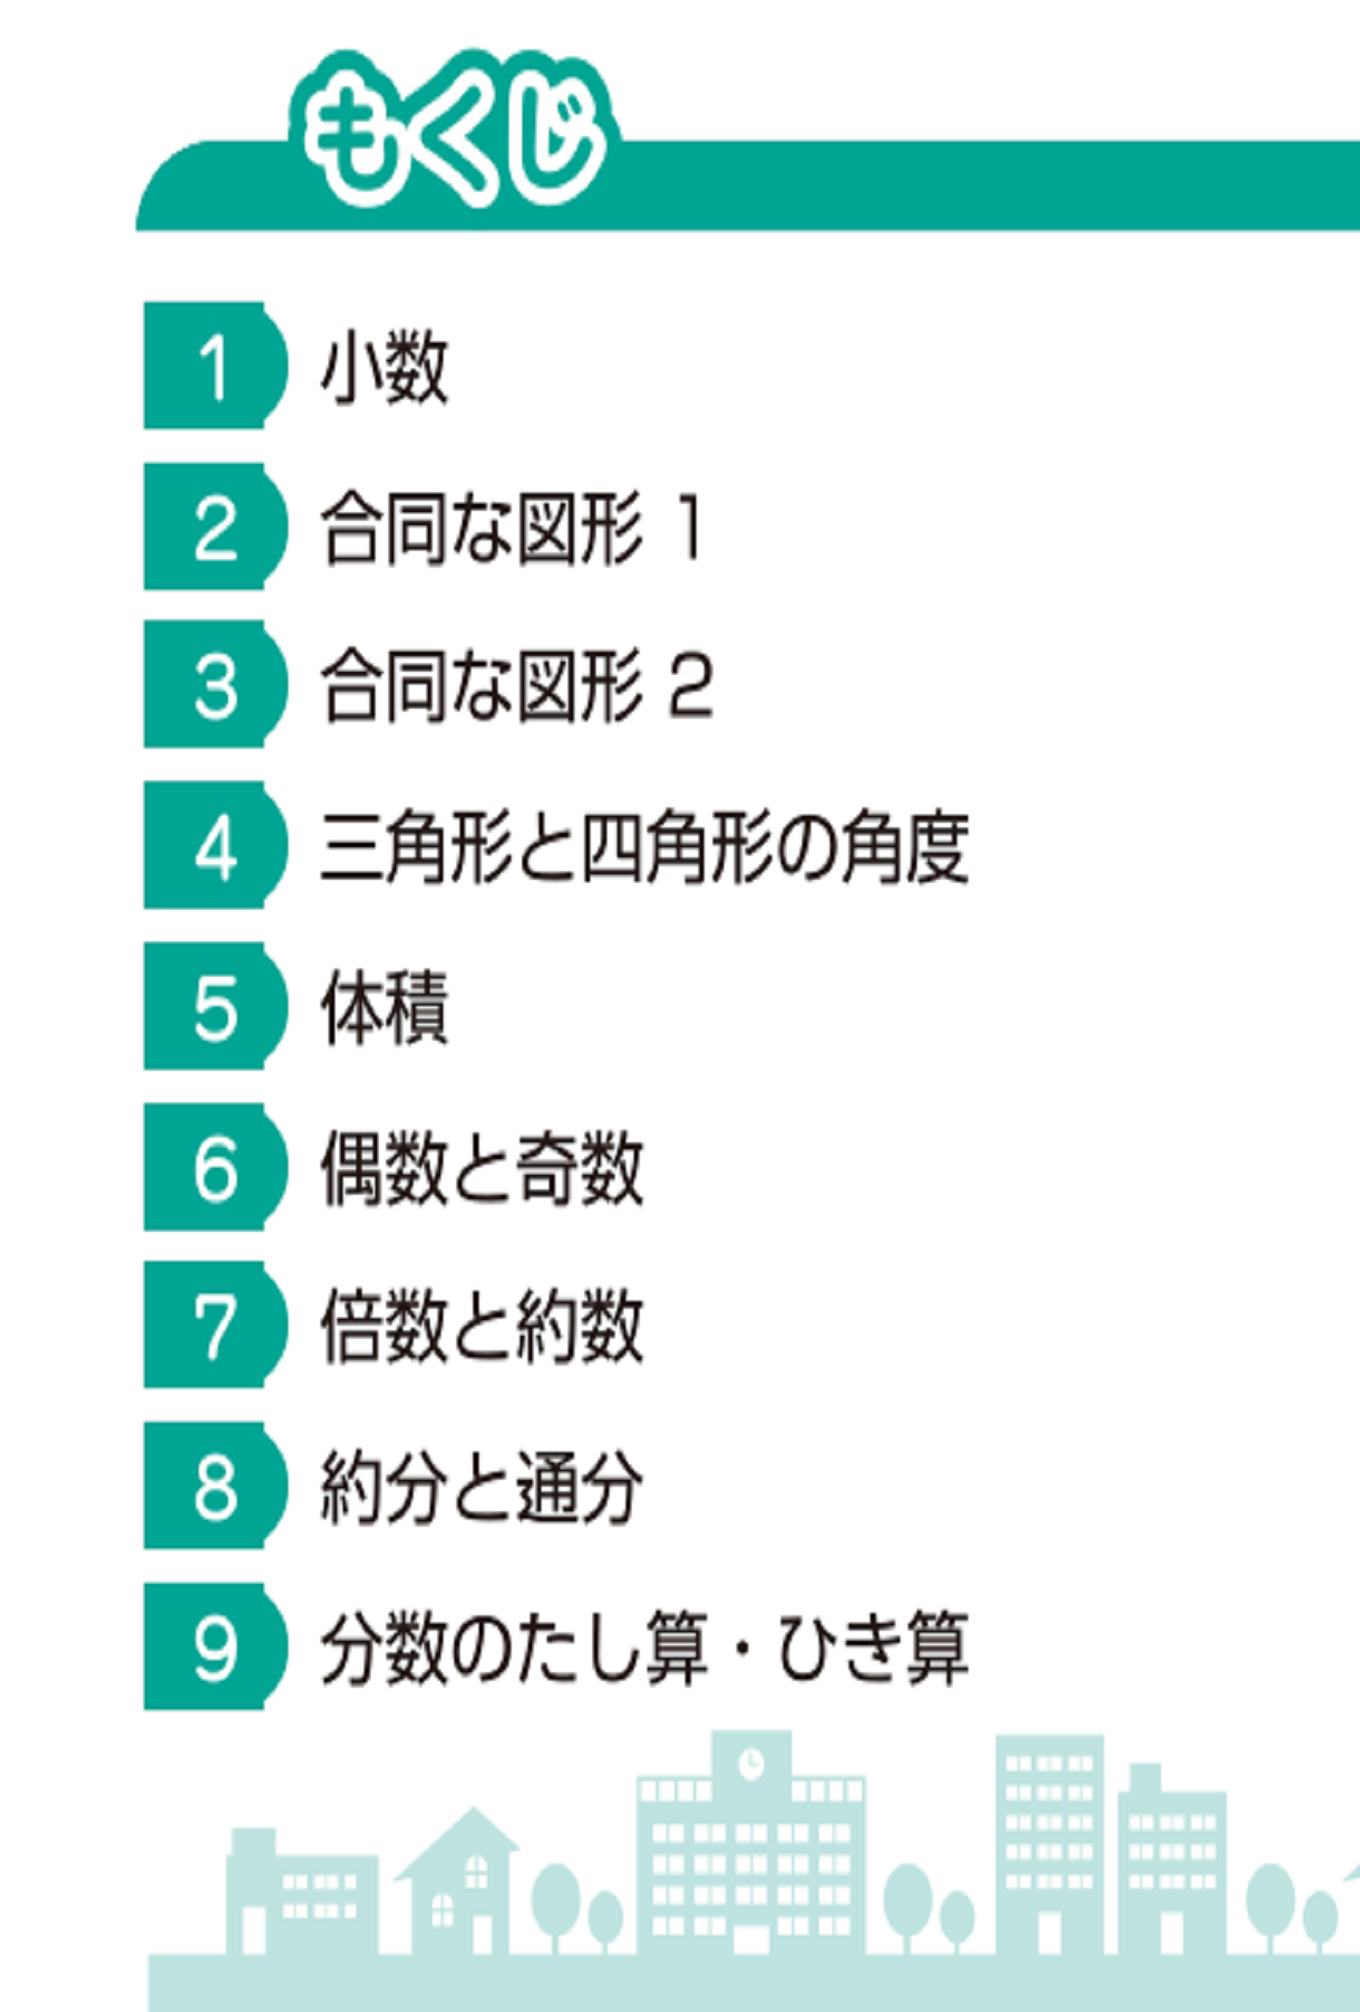 もくじ
1 小数
2 合同な図形 1
3 合同な図形 2
4 三角形と四角形の角度
5 体積
6 偶数と奇数
7 倍数と約数
8 約分と通分
9 分数のたし算・ひき算